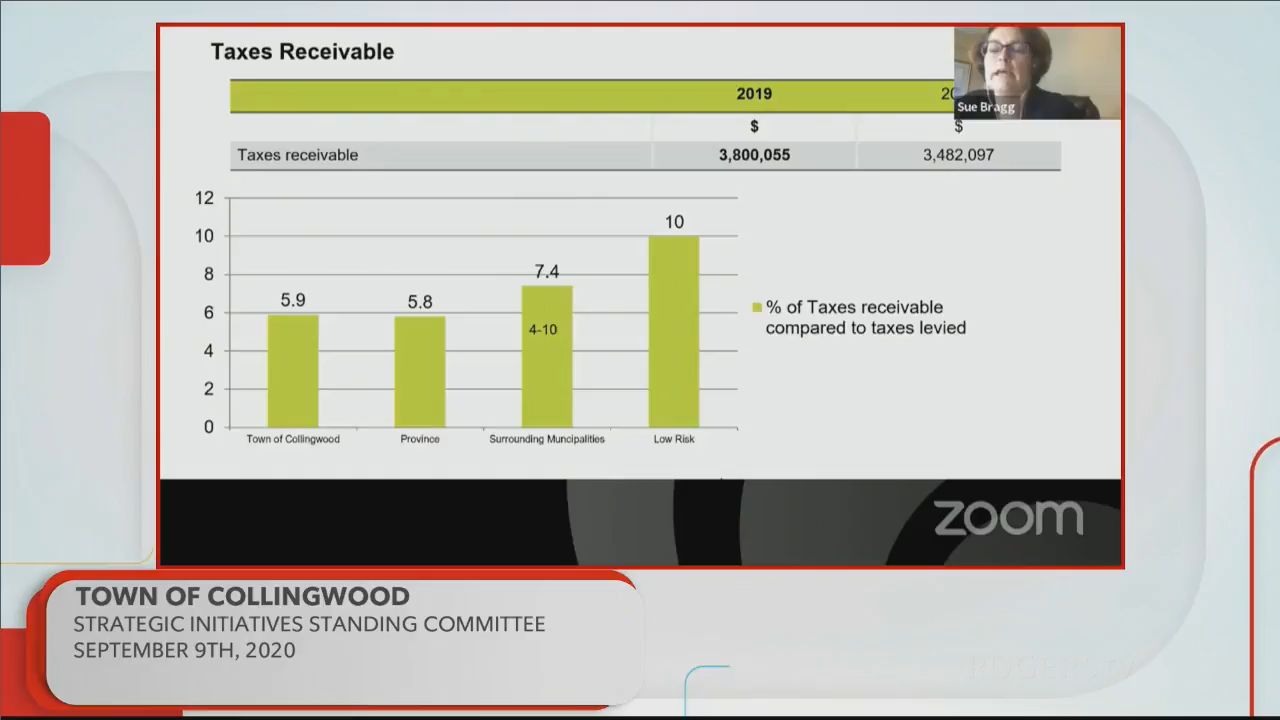 Taxes Receivable
2019
20
Sue Bragg
$
$
Taxes receivable
3,800,055
3,482,097
12
10
8
6
4
2
0
5.9
5.8
7.4
4-10
10
Town of Collingwood
Province
Surrounding Muncipalities
Low Risk
% of Taxes receivable
compared to taxes levied
zoom
TOWN OF COLLINGWOOD
STRATEGIC INITIATIVES STANDING COMMITTEE
SEPTEMBER 9TH, 2020